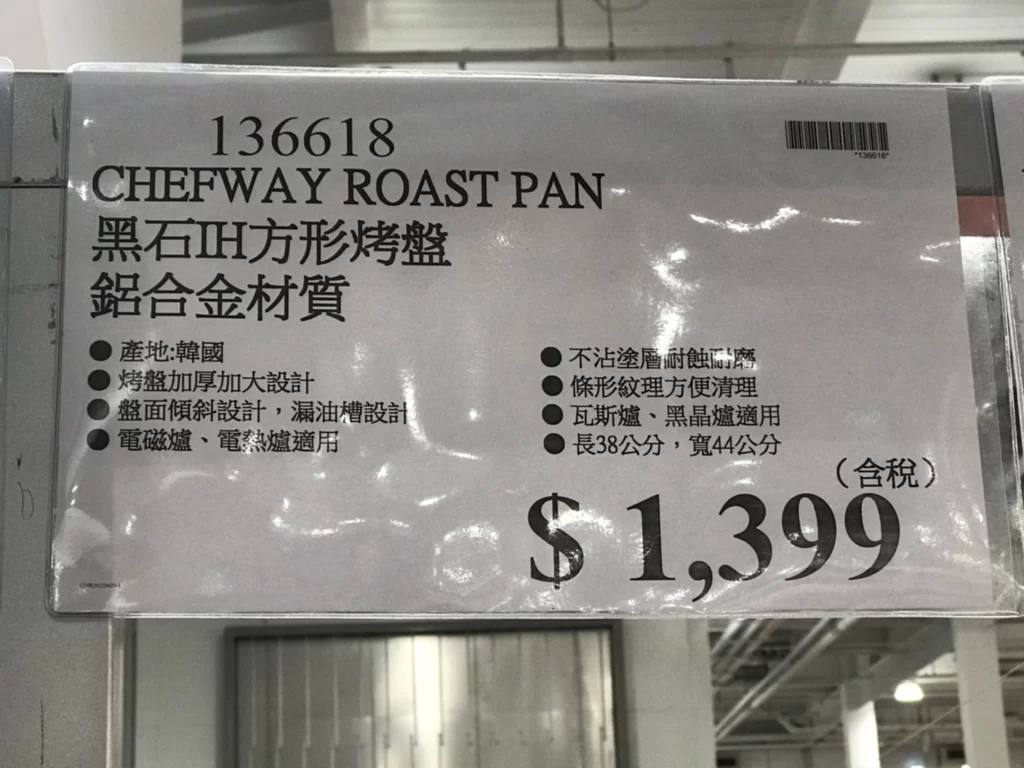 136618
*136618*
CHEFWAY ROAST PAN
黑石IH方形烤盤
鋁合金材質
●產地:韓國
●烤盤加厚加大設計
●盤面傾斜設計，漏油槽設計
●電磁爐、電熱爐適用
●不沾塗層耐蝕耐磨
●條形紋理方便清理
●瓦斯爐、黑晶爐適用
●長38公分，寬44公分
（含稅）
$ 1,399